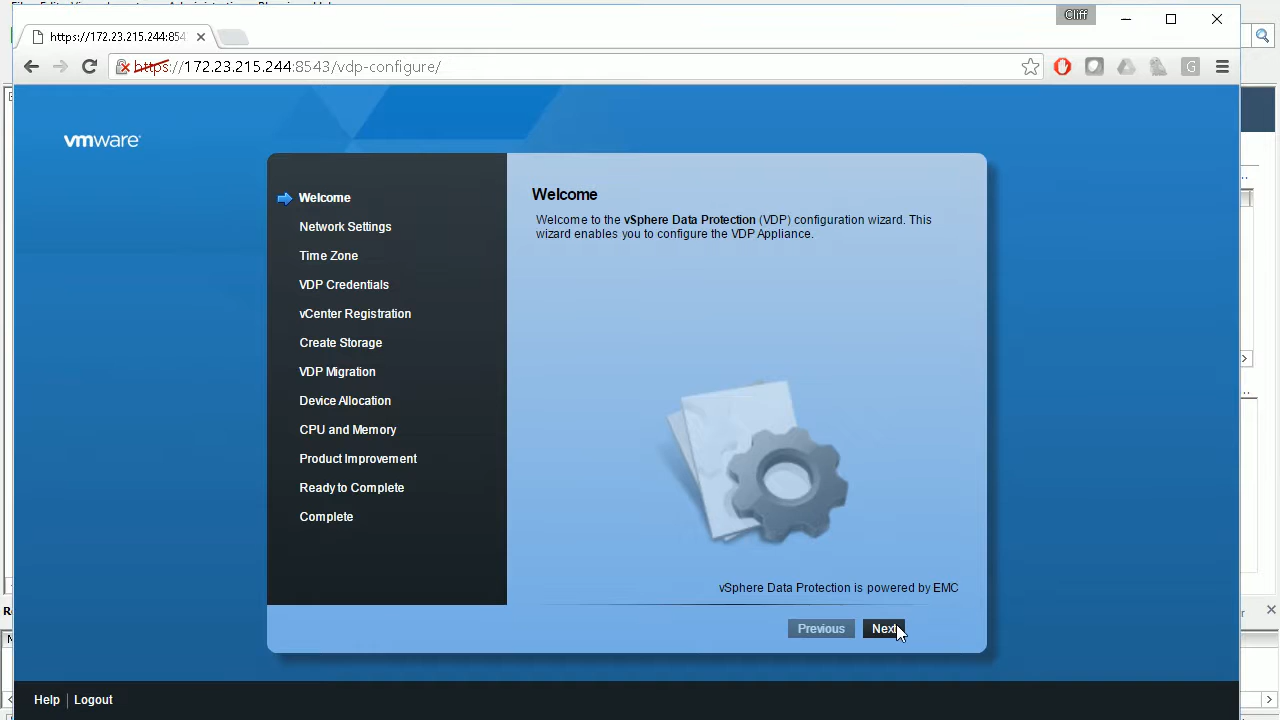 Cliff
https://172.23.215.244:854
https://172.23.215.244:8543/vdp-configure/
vmware
Welcome
Network Settings
Time Zone
VDP Credentials
vCenter Registration
Create Storage
VDP Migration
Device Allocation
CPU and Memory
Product Improvement
Ready to Complete
Complete
Welcome
Welcome to the vSphere Data Protection (VDP) configuration wizard. This
wizard enables you to configure the VDP Appliance.
vSphere Data Protection is powered by EMC
Previous
Next
Help
Logout